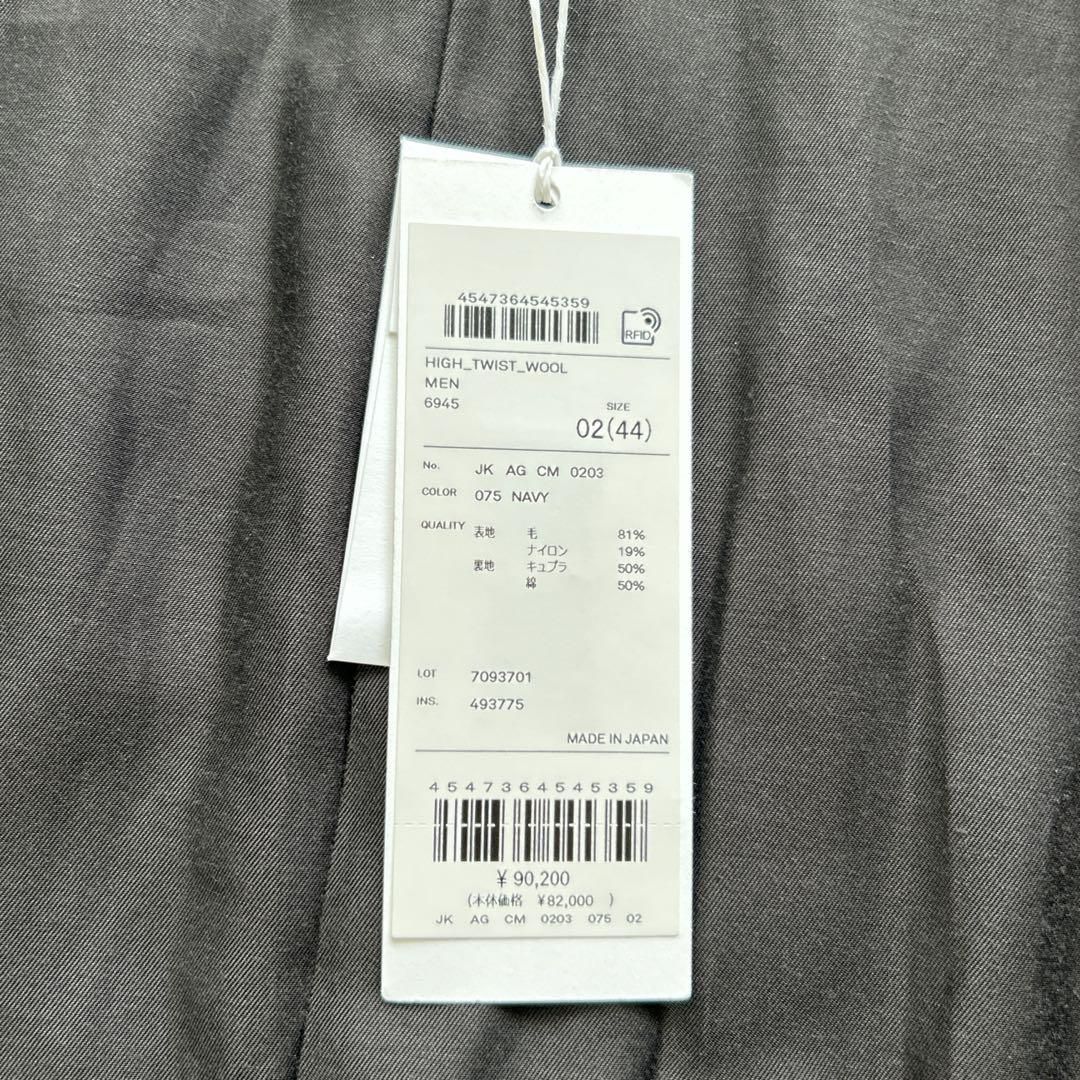 4547364545359
RFID
HIGH_TWIST_WOOL
MEN
6945
SIZE
02(44)
No. JK AG CM 0203
COLOR 075 NAVY
QUALITY 表地 毛 81%
ナイロン 19%
裏地 キュプラ 50%
綿 50%
LOT 7093701
INS. 493775
MADE IN JAPAN
4547364545359
¥ 90,200
(本体価格 ¥82,000 )
JK AG CM 0203 075 02